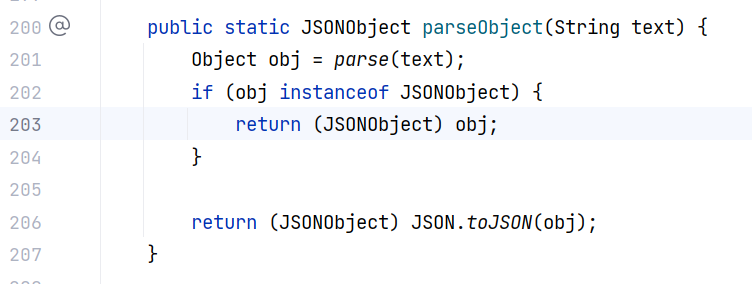 200 @ public static JSONObject parseObject(String text) {
201 Object obj = parse(text);
202 if (obj instanceof JSONObject) {
203 return (JSONObject) obj;
204 }
205
206 return (JSONObject) JSON.toJSON(obj);
207 }